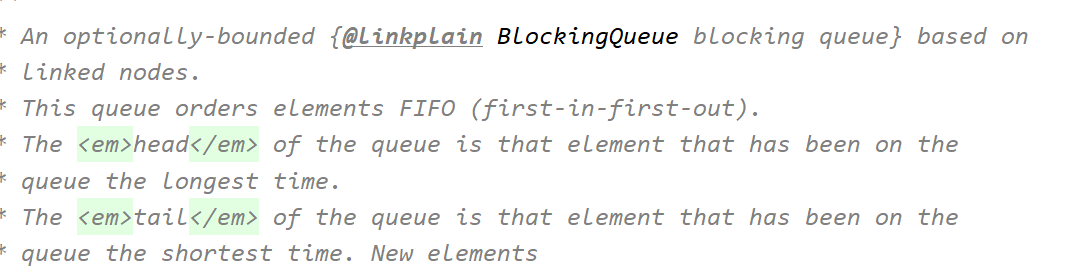 * An optionally-bounded {@linkplain BlockingQueue blocking queue} based on
* linked nodes.
* This queue orders elements FIFO (first-in-first-out).
* The <em>head</em> of the queue is that element that has been on the
* queue the longest time.
* The <em>tail</em> of the queue is that element that has been on the
* queue the shortest time. New elements